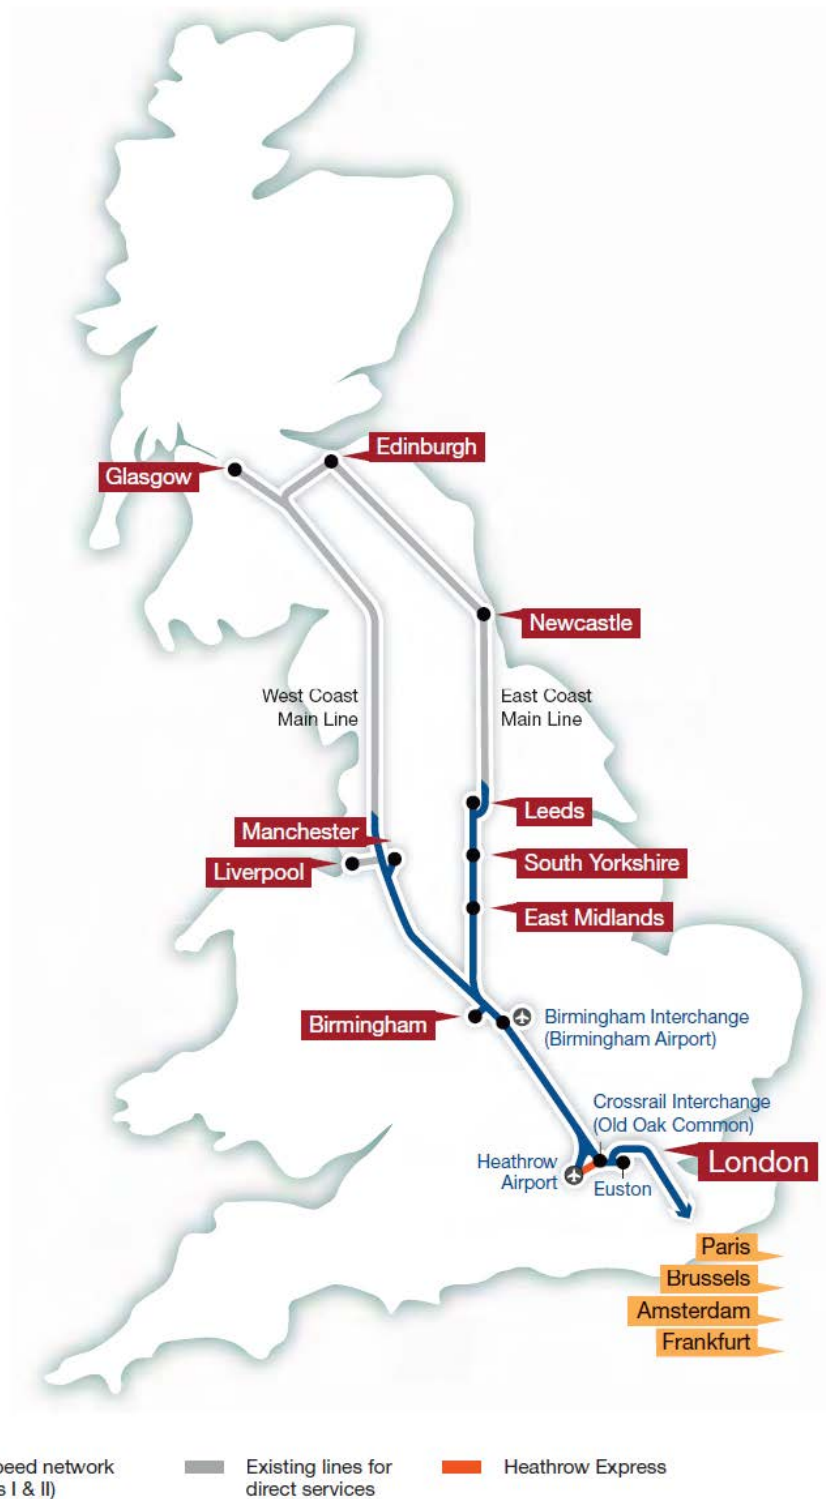 Edinburgh
Glasgow
Newcastle
West Coast
Main Line
East Coast
Main Line
Leeds
Manchester
South Yorkshire
Liverpool
East Midlands
Birmingham Interchange
(Birmingham Airport)
Birmingham
Crossrail Interchange
(Old Oak Common)
London
Heathrow
Airport
Euston
Paris
Brussels
Amsterdam
Frankfurt
network
I & II)
Existing lines for
direct services
Heathrow Express